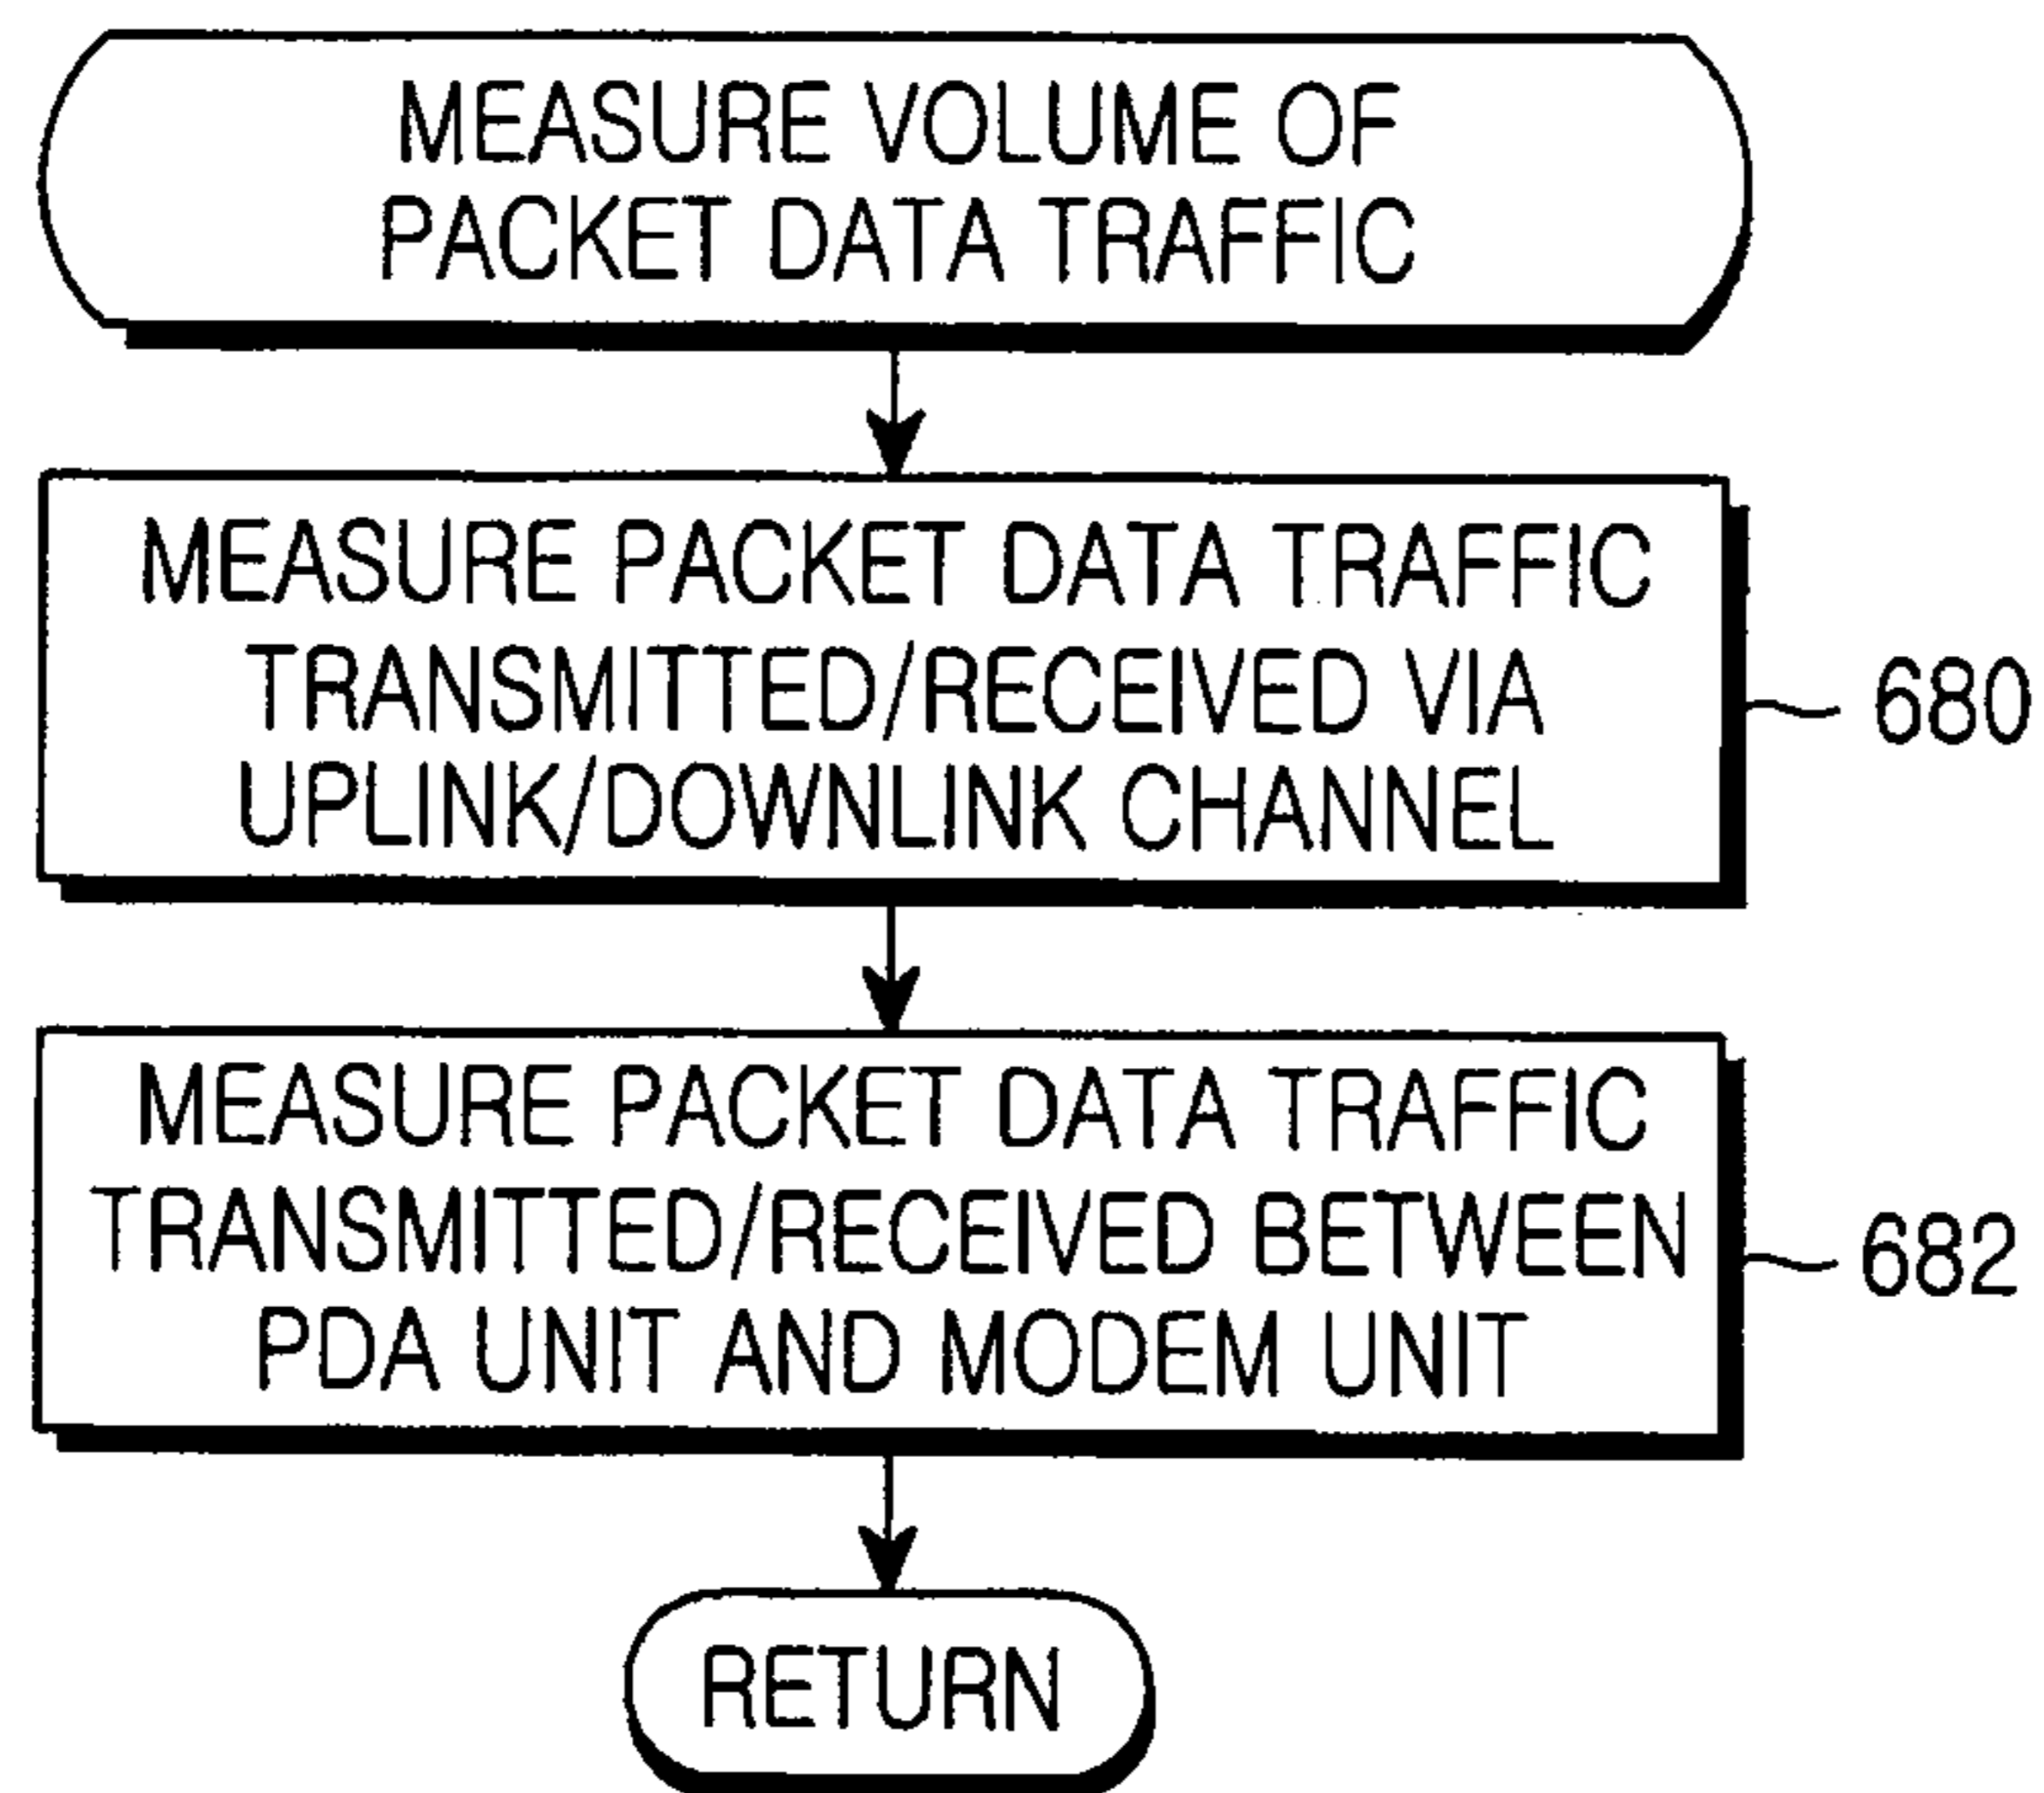 MEASURE VOLUME OF
PACKET DATA TRAFFIC
MEASURE PACKET DATA TRAFFIC
TRANSMITTED/RECEIVED VIA
UPLINK/DOWNLINK CHANNEL
680
MEASURE PACKET DATA TRAFFIC
TRANSMITTED/RECEIVED BETWEEN
PDA UNIT AND MODEM UNIT
682
RETURN